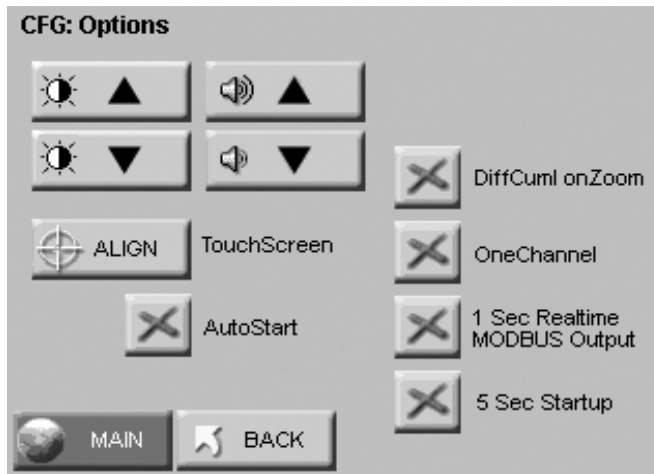 CFG: Options
DiffCuml onZoom
ALIGN TouchScreen
OneChannel
AutoStart
1 Sec Realtime
MODBUS Output
5 Sec Startup
MAIN
BACK